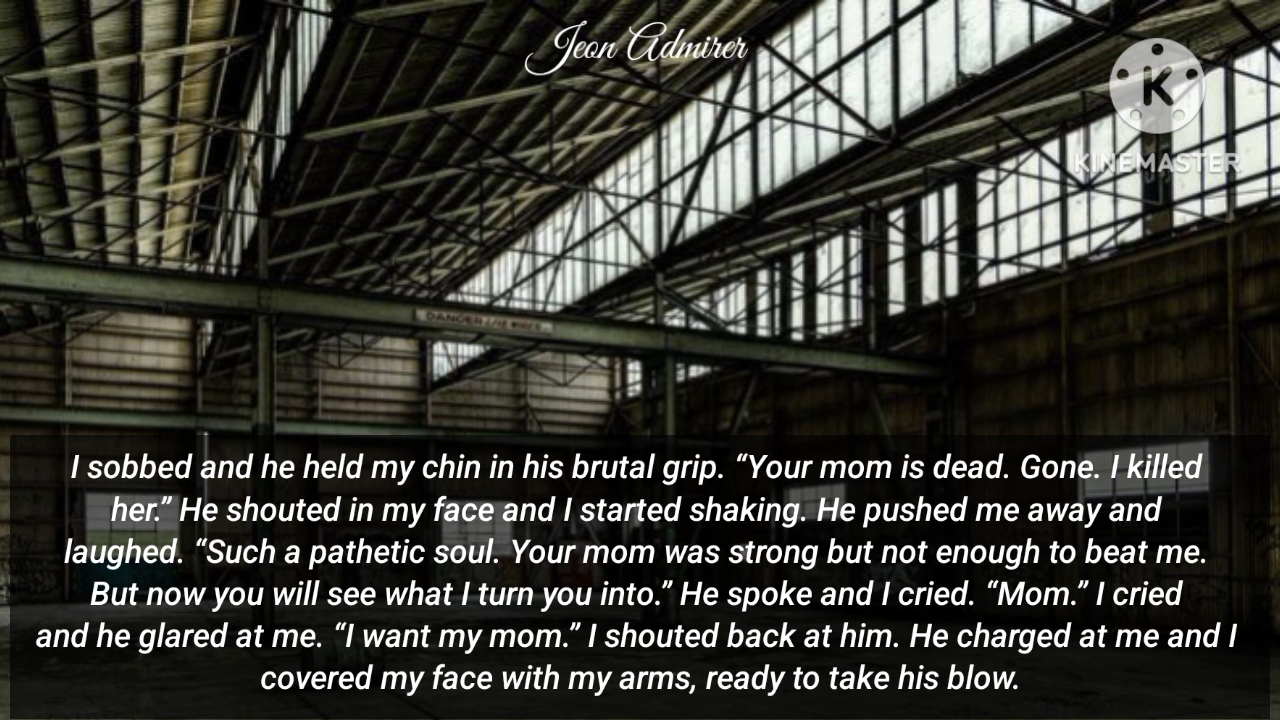 Jeon Admirer
K
KINEMASTER
DANGER
I sobbed and he held my chin in his brutal grip. “Your mom is dead. Gone. I killed
her.” He shouted in my face and I started shaking. He pushed me away and
laughed. “Such a pathetic soul. Your mom was strong but not enough to beat me.
But now you will see what I turn you into.” He spoke and I cried. “Mom.” I cried
and he glared at me. “I want my mom.” I shouted back at him. He charged at me and I
covered my face with my arms, ready to take his blow.